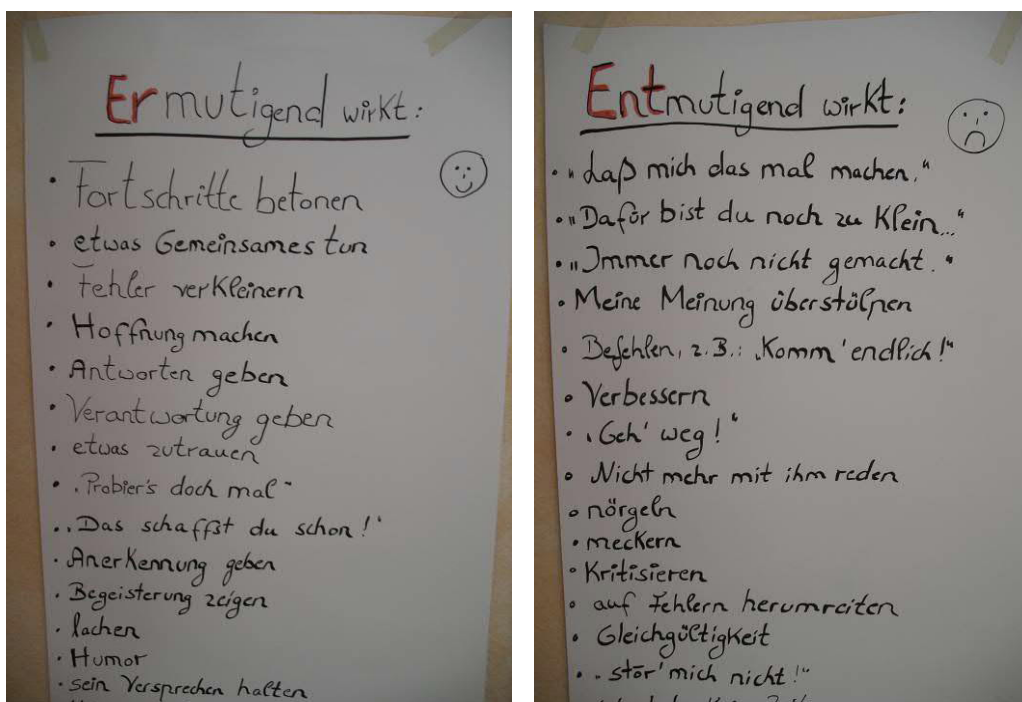 Ermutigend wirkt:
• Fortschritte betonen
• etwas Gemeinsames tun
• Fehler verkleinern
• Hoffnung machen
• Antworten geben
• Verantwortung geben
• etwas zutrauen
• „Probier's doch mal“
• „Das schaffst du schon!“
• Anerkennung geben
• Begeisterung zeigen
• lachen
• Humor
• sein Versprechen halten
Entmutigend wirkt:
• „Laß mich das mal machen.“
• „Dafür bist du noch zu klein...“
• „Immer noch nicht gemacht.“
• Meine Meinung überstülpen
• Befehlen, z.B.: „Komm' endlich!“
• Verbessern
• „Geh' weg!“
• Nicht mehr mit ihm reden
• nörgeln
• meckern
• Kritisieren
• auf Fehlern herumreiten
• Gleichgültigkeit
• „stör' mich nicht!“